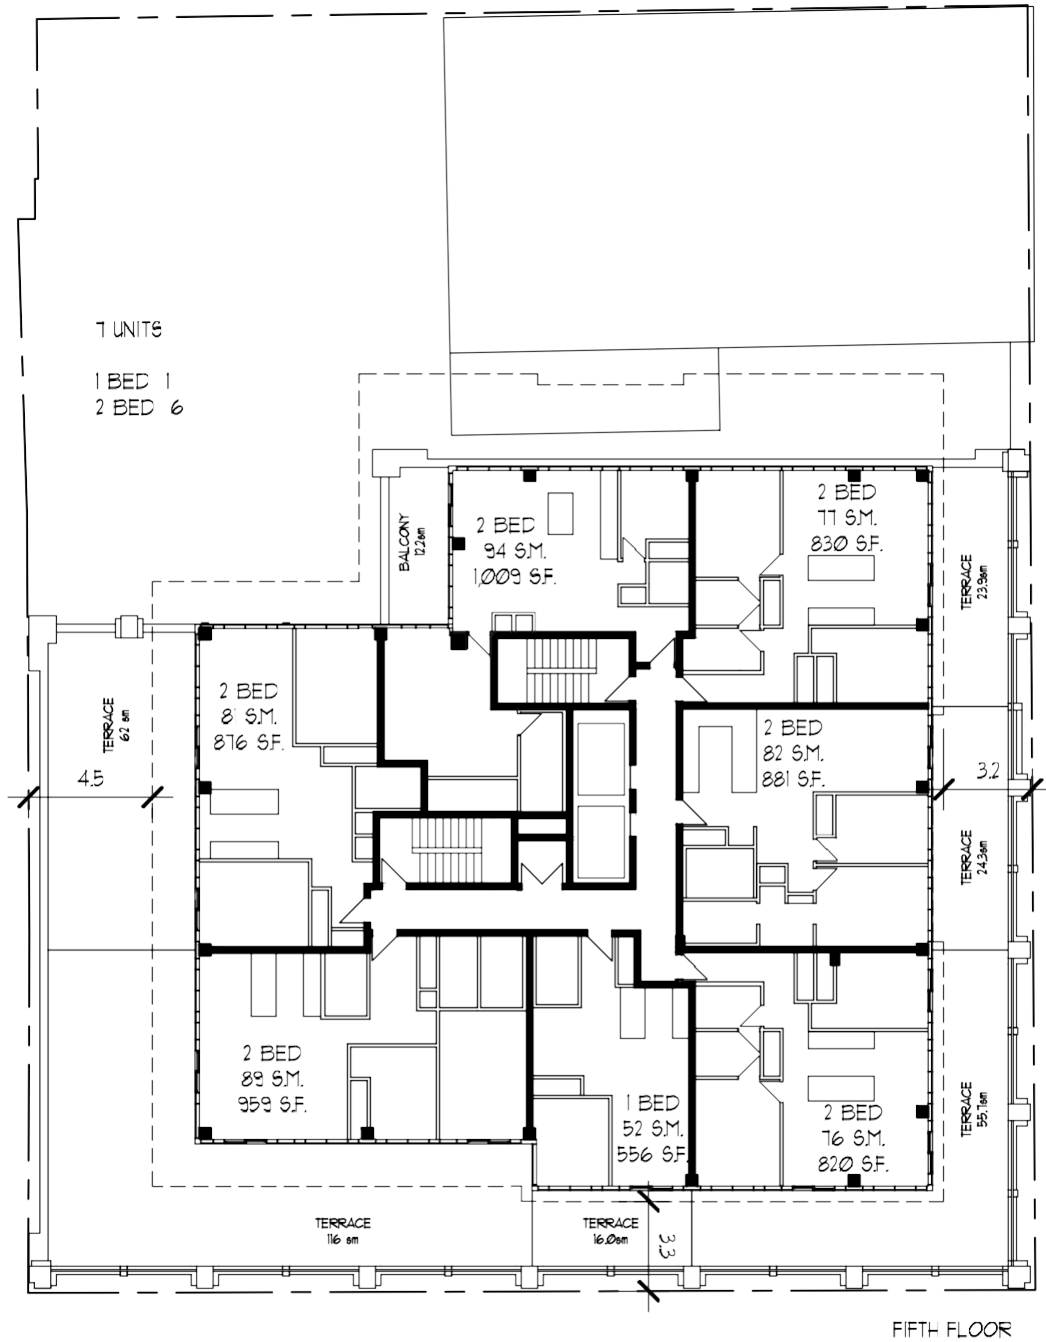 7 UNITS
1 BED 1
2 BED 6
2 BED
77 S.M.
830 S.F.
2 BED
94 S.M.
1,009 S.F.
BALCONY
12.2sm
TERRACE
23.9sm
2 BED
S.M.
876 S.F.
TERRACE
62 sm
4.5
2 BED
82 S.M.
881 S.F.
3.2
TERRACE
24.3sm
2 BED
89 S.M.
959 S.F.
1 BED
52 S.M.
556 S.F.
2 BED
76 S.M.
820 S.F.
TERRACE
55.7sm
TERRACE
116 sm
TERRACE
16.0sm
3.3
FIFTH FLOOR